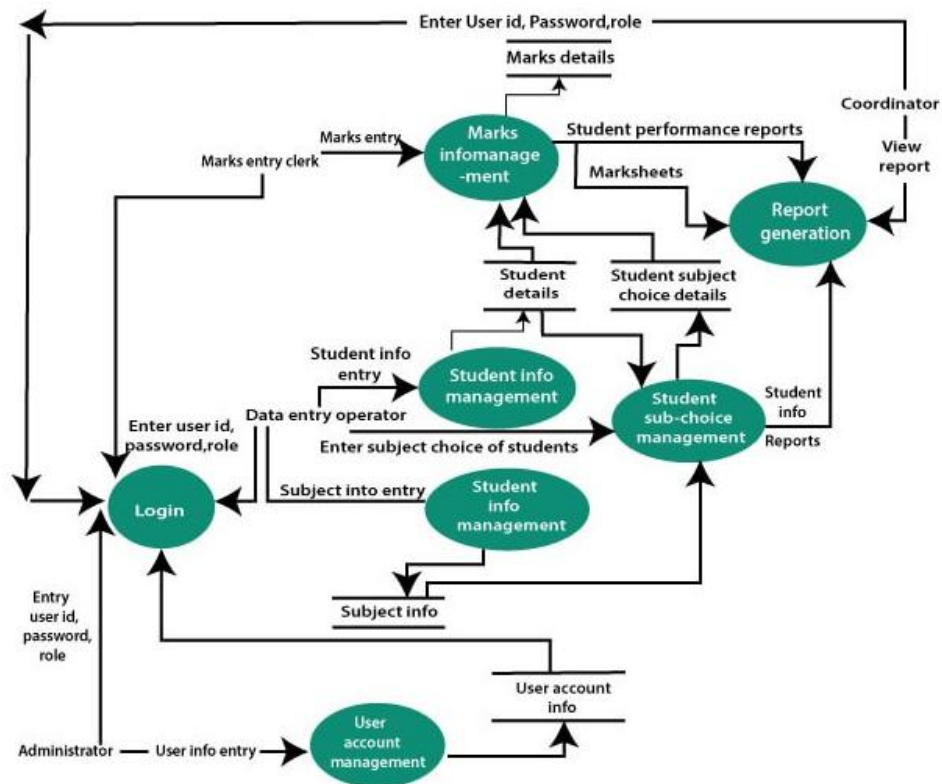 Enter User id, Password,role
Marks details
Coordinator
Marks entry
Marks
infomanage
-ment
Student performance reports
View
report
Marks entry clerk
Marksheets
Report
generation
Student
details
Student subject
choice details
Student info
entry
Student info
management
Student
sub-choice
management
Student
info
Reports
Data entry operator
Enter user id,
password,role
Enter subject choice of students
Subject into entry
Student
info
management
Login
Entry
user id,
password,
role
Subject info
User account
info
Administrator
User info entry
User
account
management